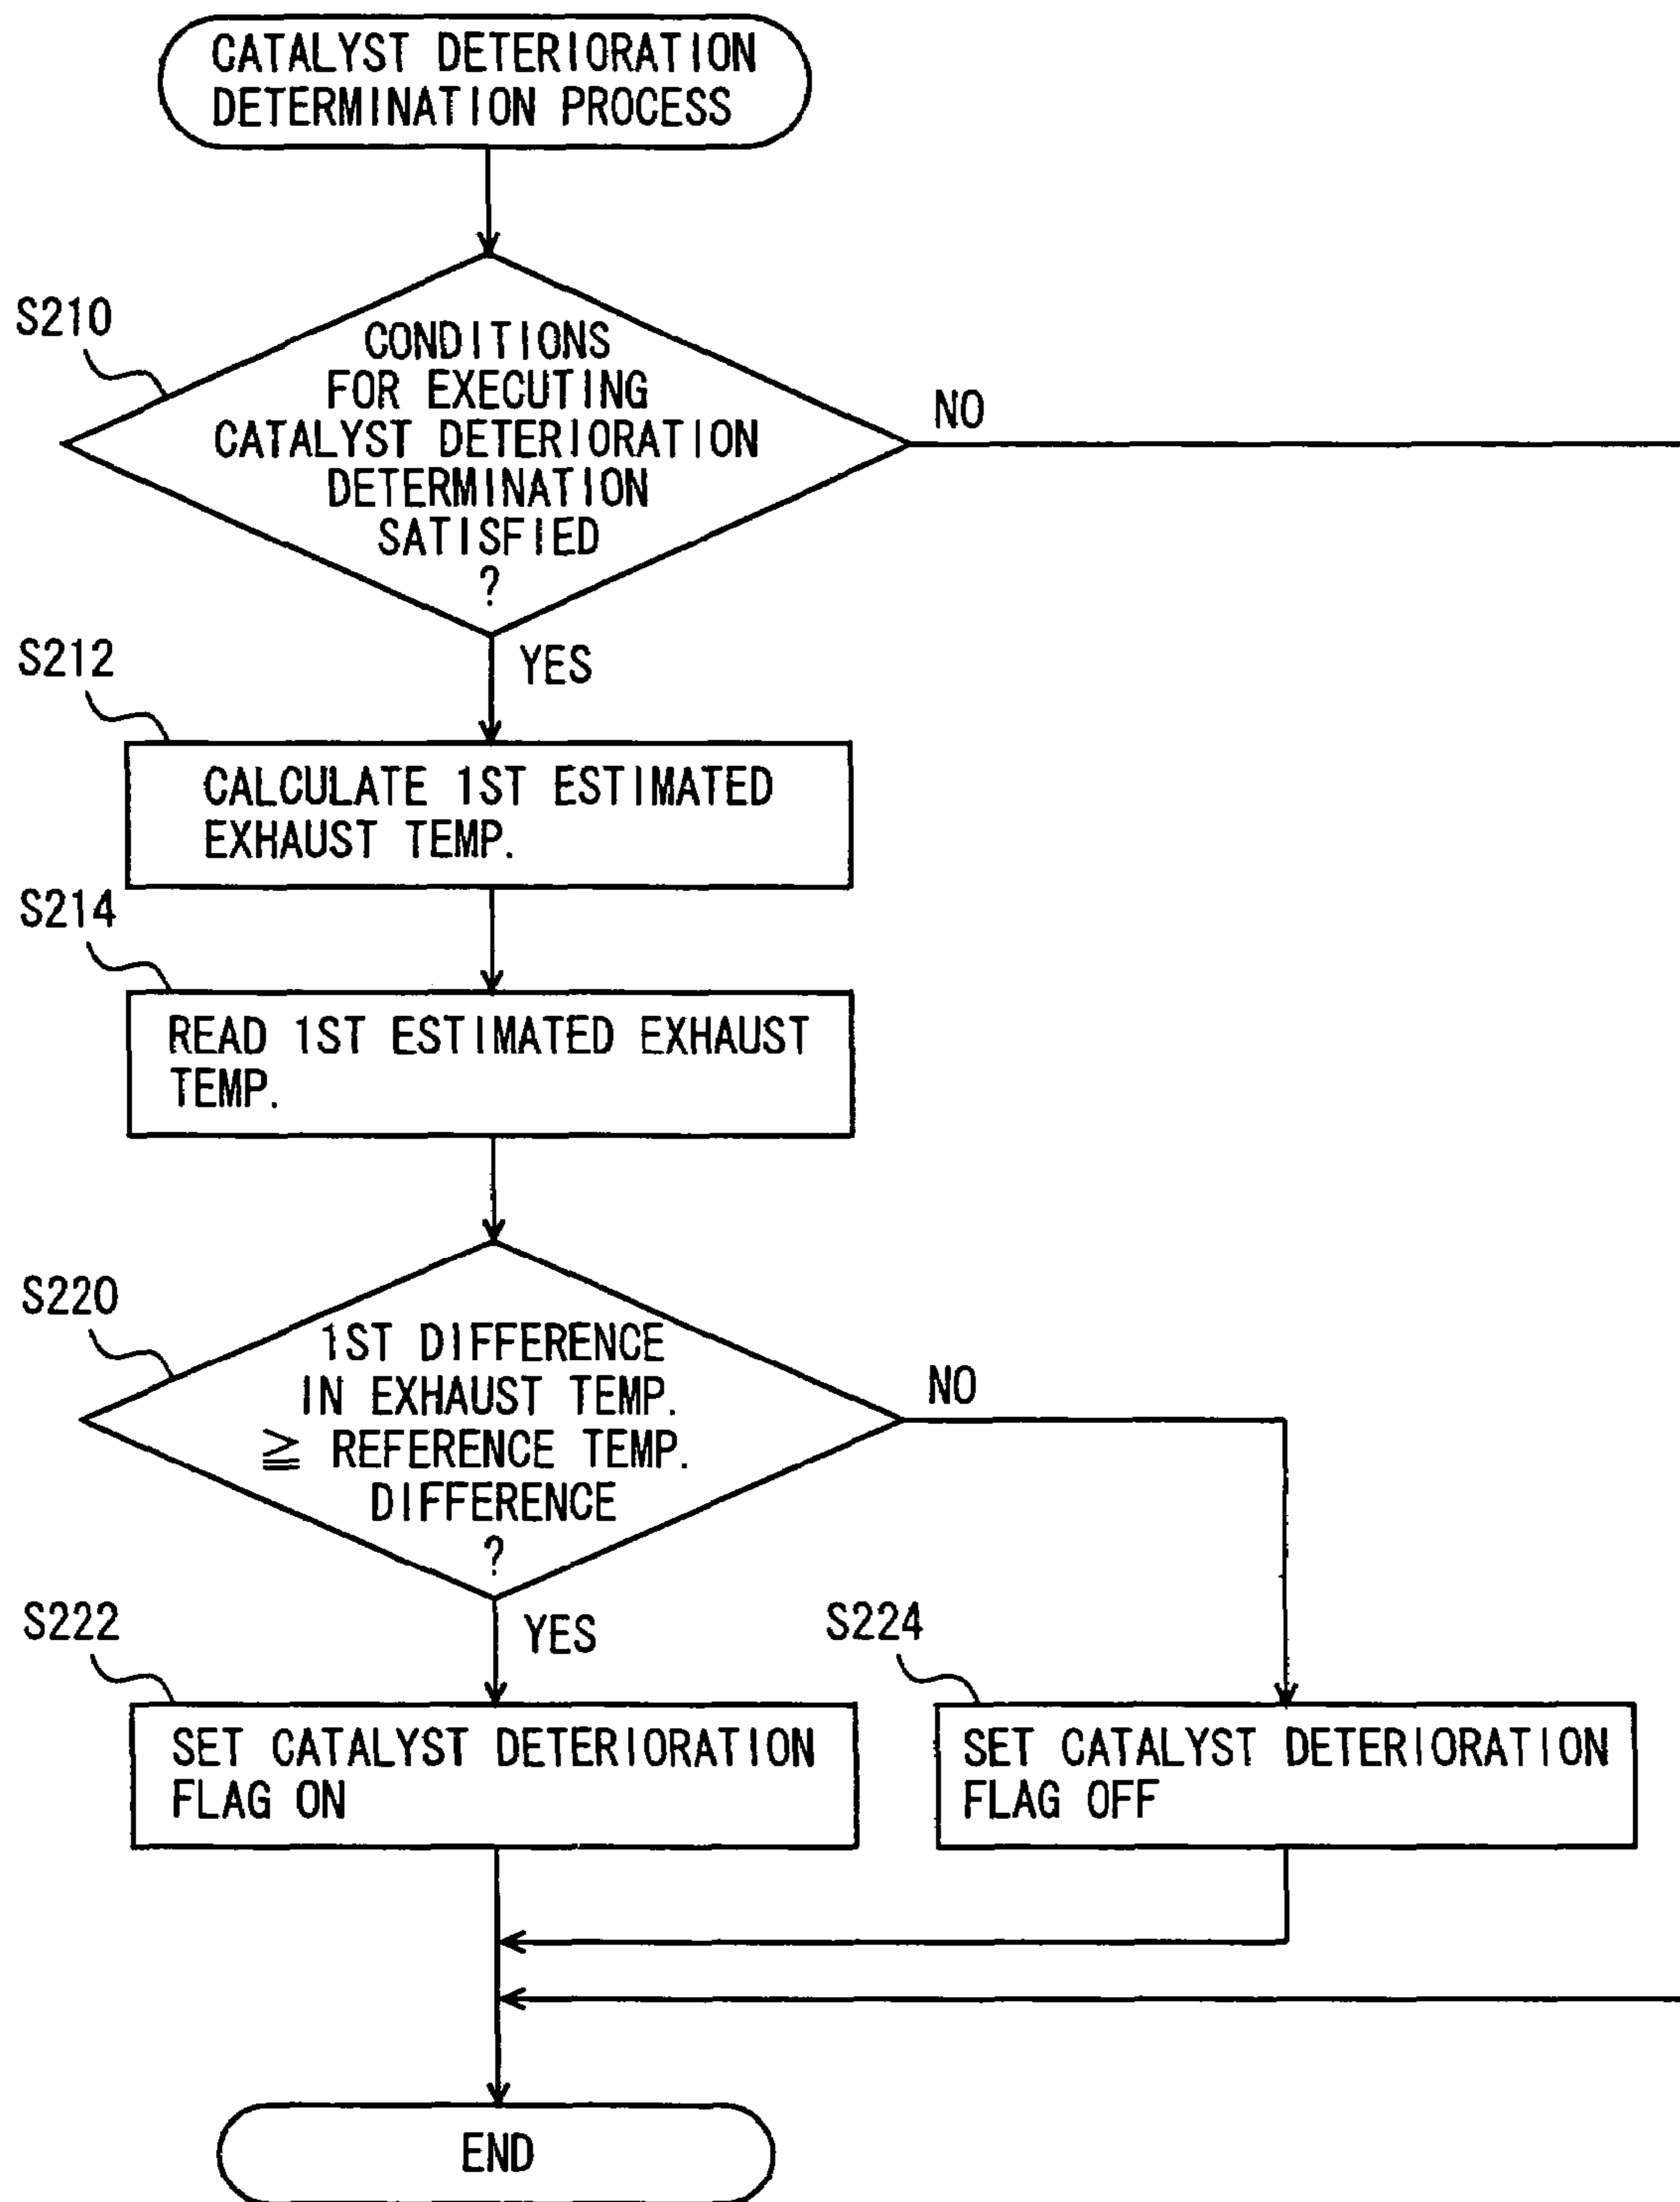 CATALYST DETERIORATION
DETERMINATION PROCESS
S210
CONDITIONS
FOR EXECUTING
CATALYST DETERIORATION
DETERMINATION
SATISFIED
?
NO
YES
S212
CALCULATE 1ST ESTIMATED
EXHAUST TEMP.
S214
READ 1ST ESTIMATED EXHAUST
TEMP.
S220
1ST DIFFERENCE
IN EXHAUST TEMP.
≧ REFERENCE TEMP.
DIFFERENCE
?
NO
YES
S222
SET CATALYST DETERIORATION
FLAG ON
S224
SET CATALYST DETERIORATION
FLAG OFF
END